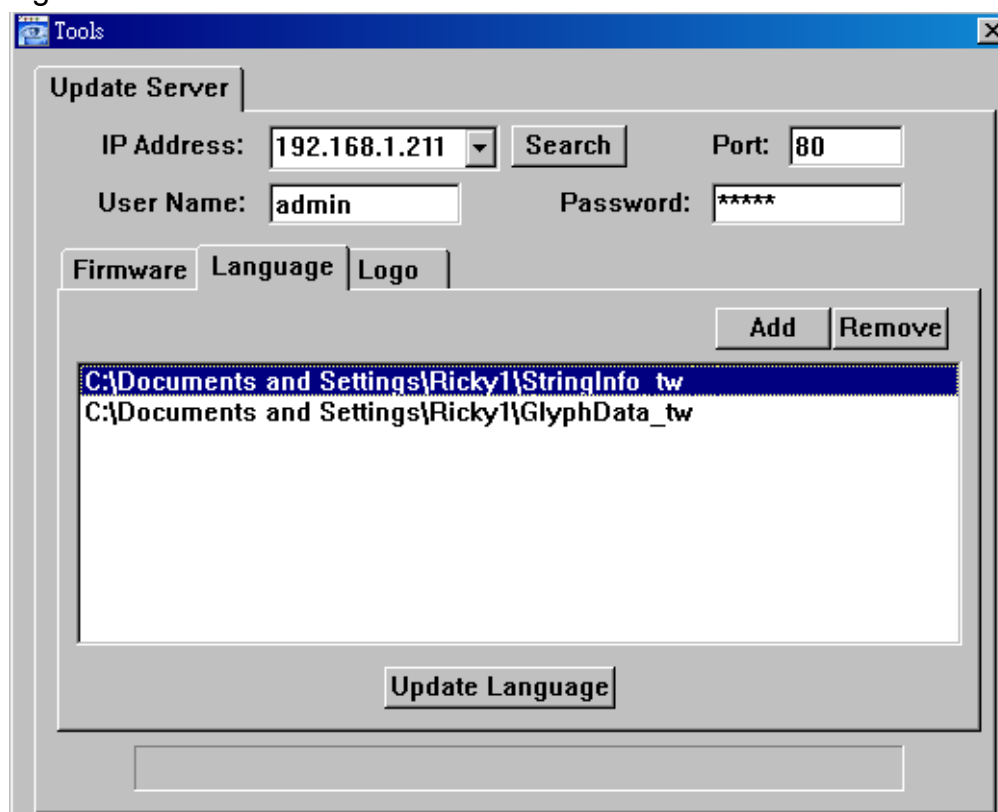 Tools
Update Server
IP Address: 192.168.1.211 Search Port: 80
User Name: admin Password: *****
Firmware Language Logo
Add Remove
C:\Documents and Settings\Ricky1\StringInfo_tw
C:\Documents and Settings\Ricky1\GlyphData_tw
Update Language